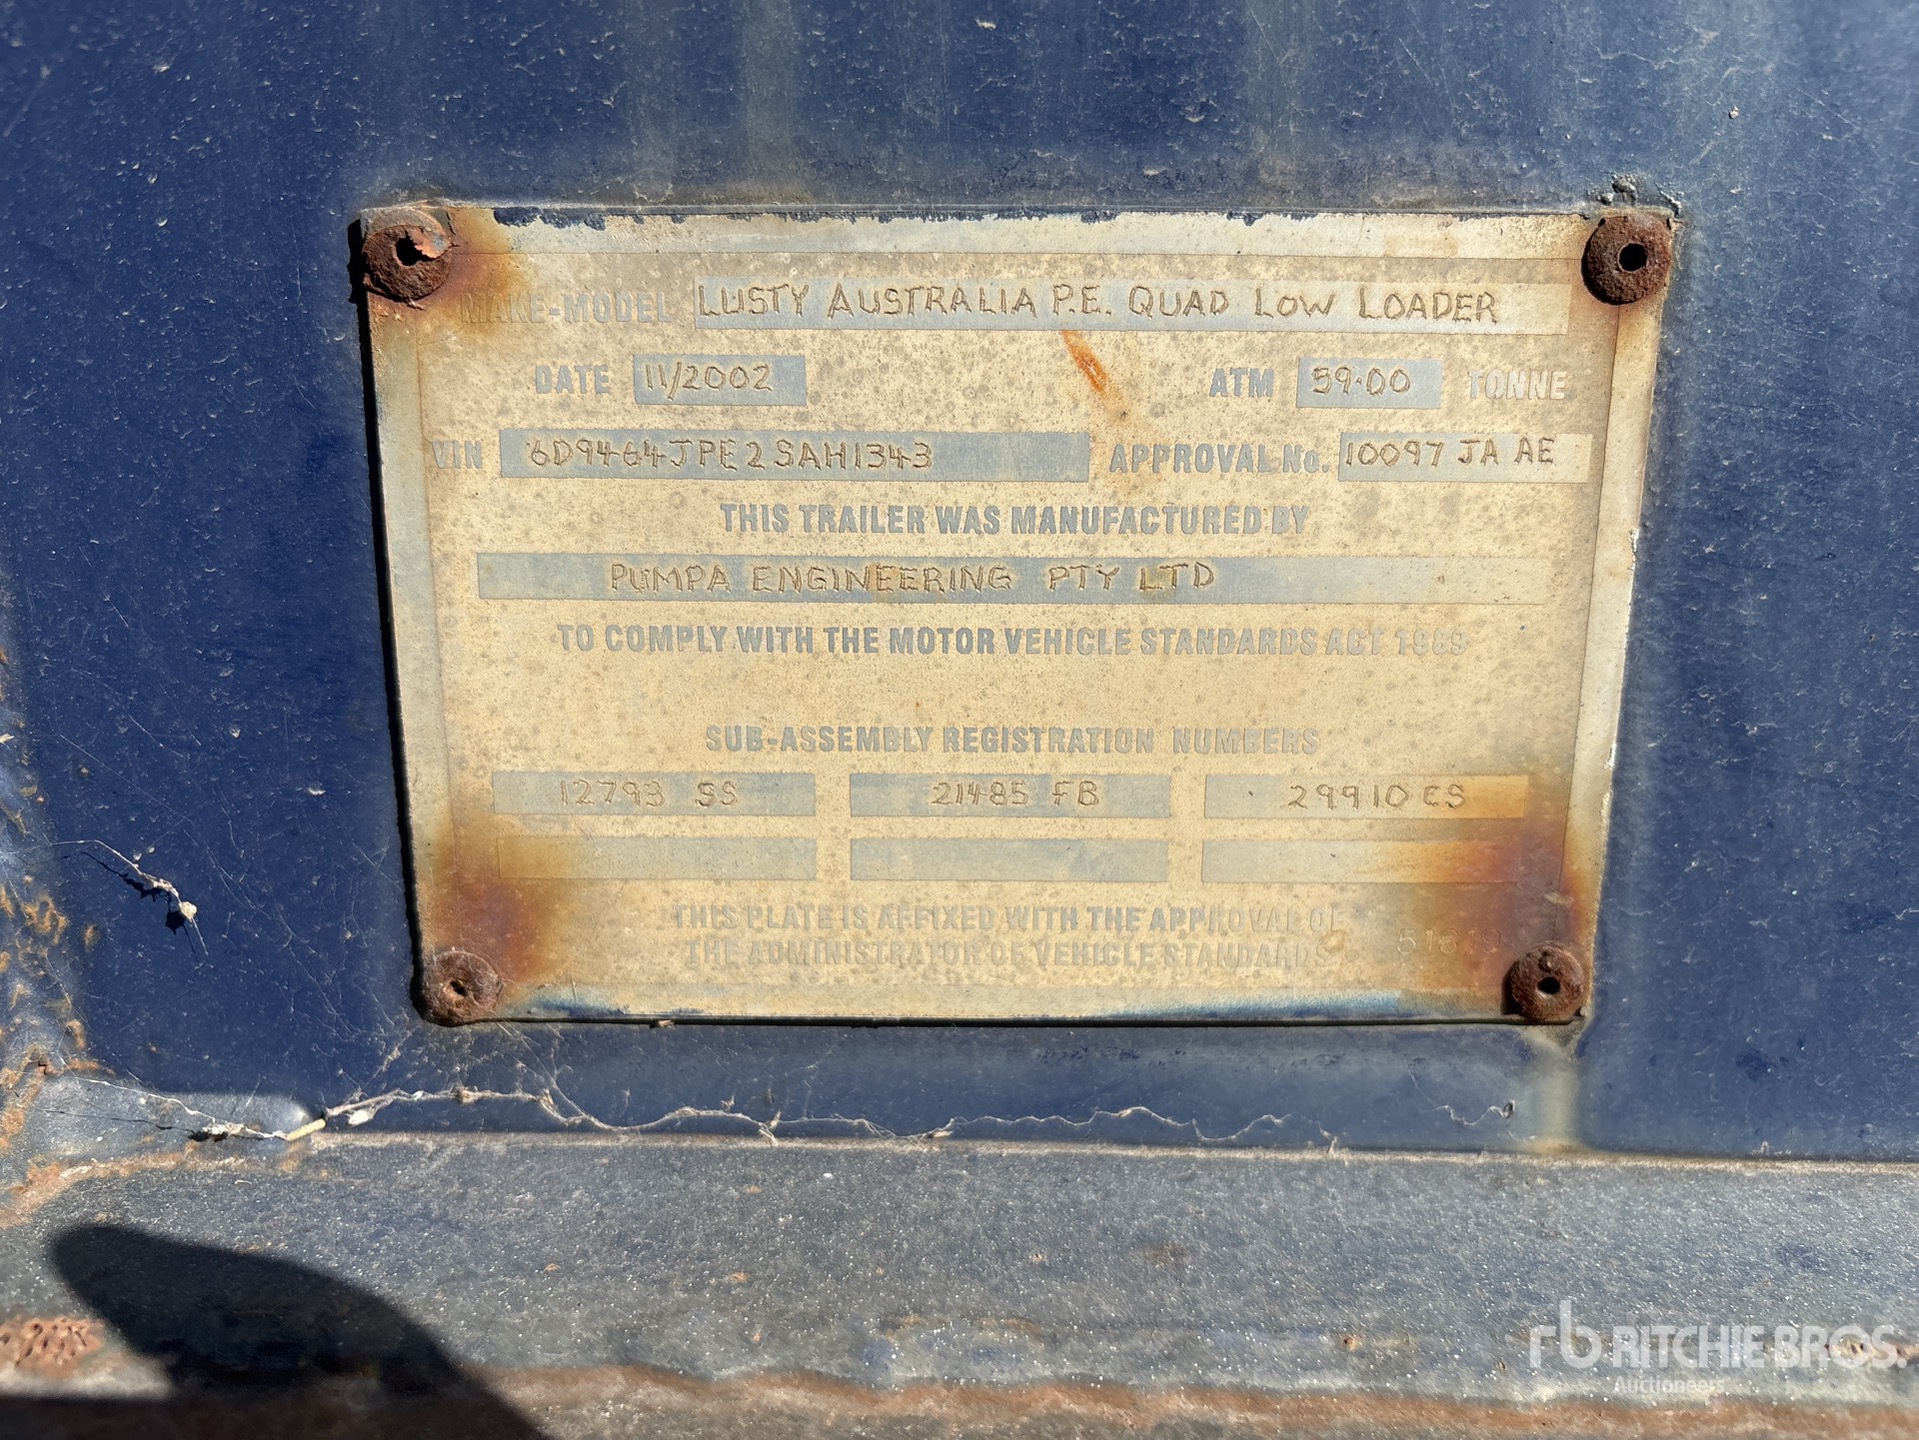 MAKE-MODEL LUSTY AUSTRALIA P.E. QUAD LOW LOADER
DATE 11/2002 ATM 59.00 TONNE
VIN 6D9464JPE2SAH1343 APPROVAL No. 10097 JA AE
THIS TRAILER WAS MANUFACTURED BY
PUMPA ENGINEERING PTY LTD
TO COMPLY WITH THE MOTOR VEHICLE STANDARDS ACT 1989
SUB-ASSEMBLY REGISTRATION NUMBERS
12793 SS 21485 FB 29910 ES
THIS PLATE IS AFFIXED WITH THE APPROVAL OF
THE ADMINISTRATOR OF VEHICLE STANDARDS
rb RITCHIE BROS.
Auctioneers